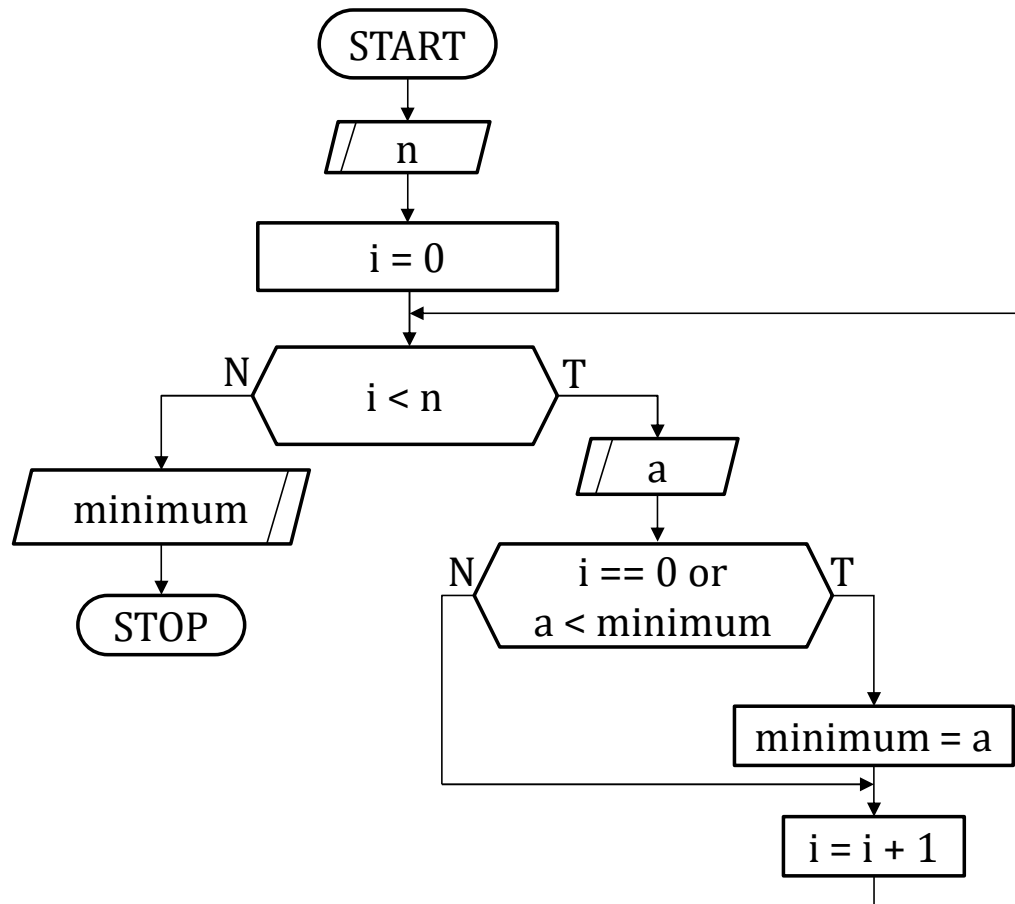 START
n
i = 0
i < n
N
T
minimum
STOP
a
i == 0 or
a < minimum
N
T
minimum = a
i = i + 1